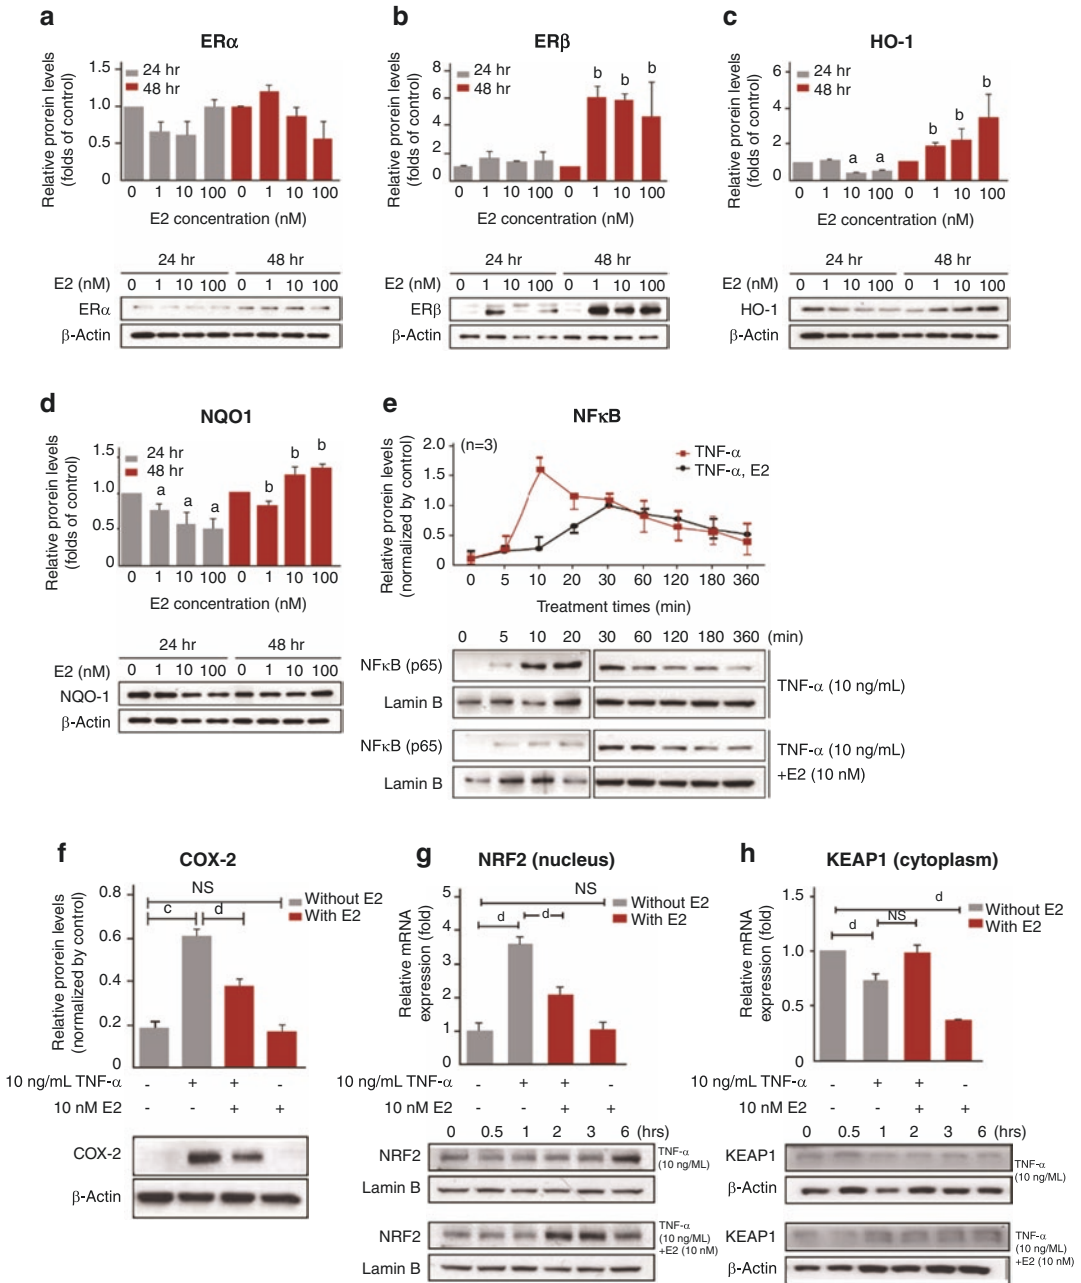 a
ERα
Relative prorein levels
(folds of control)
1.5
1.0
0.5
0
24 hr
48 hr
0 1 10 100 0 1 10 100
E2 concentration (nM)
24 hr 48 hr
E2 (nM) 0 1 10 100 0 1 10 100
ERα
β-Actin
b
ERβ
Relative prorein levels
(folds of control)
8
6
4
2
0
24 hr
48 hr
b b b
0 1 10 100 0 1 10 100
E2 concentration (nM)
24 hr 48 hr
E2 (nM) 0 1 10 100 0 1 10 100
ERβ
β-Actin
c
HO-1
Relative prorein levels
(folds of control)
6
4
2
0
24 hr
48 hr
a a b b b
0 1 10 100 0 1 10 100
E2 concentration (nM)
24 hr 48 hr
E2 (nM) 0 1 10 100 0 1 10 100
HO-1
β-Actin
d
NQO1
Relative prorein levels
(folds of control)
1.5
1.0
0.5
0
24 hr
48 hr
a a a b b b
0 1 10 100 0 1 10 100
E2 concentration (nM)
24 hr 48 hr
E2 (nM) 0 1 10 100 0 1 10 100
NQO-1
β-Actin
e
NFκB
Relative prorein levels
(normalized by control)
2.0
1.5
1.0
0.5
0
(n=3)
TNF-α
TNF-α, E2
0 5 10 20 30 60 120 180 360
Treatment times (min)
0 5 10 20 30 60 120 180 360 (min)
NFκB (p65)
Lamin B
TNF-α (10 ng/mL)
NFκB (p65)
Lamin B
TNF-α (10 ng/mL)
+E2 (10 nM)
f
COX-2
Relative prorein levels
(normalized by control)
0.8
0.6
0.4
0.2
0
NS
c d
Without E2
With E2
10 ng/mL TNF-α - + + -
10 nM E2 - - + +
COX-2
β-Actin
g
NRF2 (nucleus)
Relative mRNA
expression (fold)
5
4
3
2
1
0
NS
d d
Without E2
With E2
10 ng/mL TNF-α - + + -
10 nM E2 - - + +
0 0.5 1 2 3 6 (hrs)
NRF2
Lamin B
TNF-α
(10 ng/ML)
NRF2
Lamin B
TNF-α
(10 ng/ML)
+E2 (10 nM)
h
KEAP1 (cytoplasm)
Relative mRNA
expression (fold)
1.5
1.0
0.5
0
d
d NS
Without E2
With E2
10 ng/mL TNF-α - + + -
10 nM E2 - - + +
0 0.5 1 2 3 6 (hrs)
KEAP1
β-Actin
TNF-α
(10 ng/ML)
KEAP1
β-Actin
TNF-α
(10 ng/ML)
+E2 (10 nM)